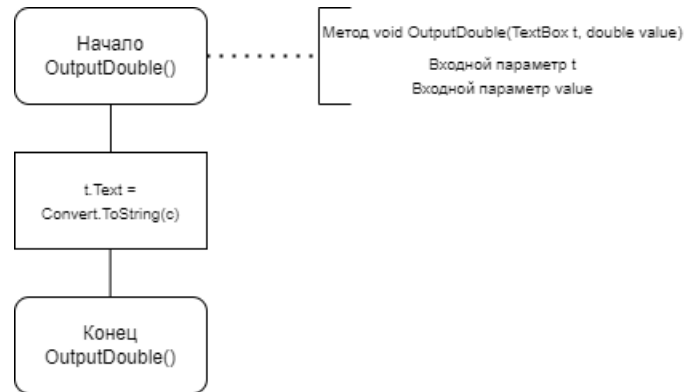 Начало
OutputDouble()
Метод void OutputDouble(TextBox t, double value)
Входной параметр t
Входной параметр value
t.Text =
Convert.ToString(c)
Конец
OutputDouble()